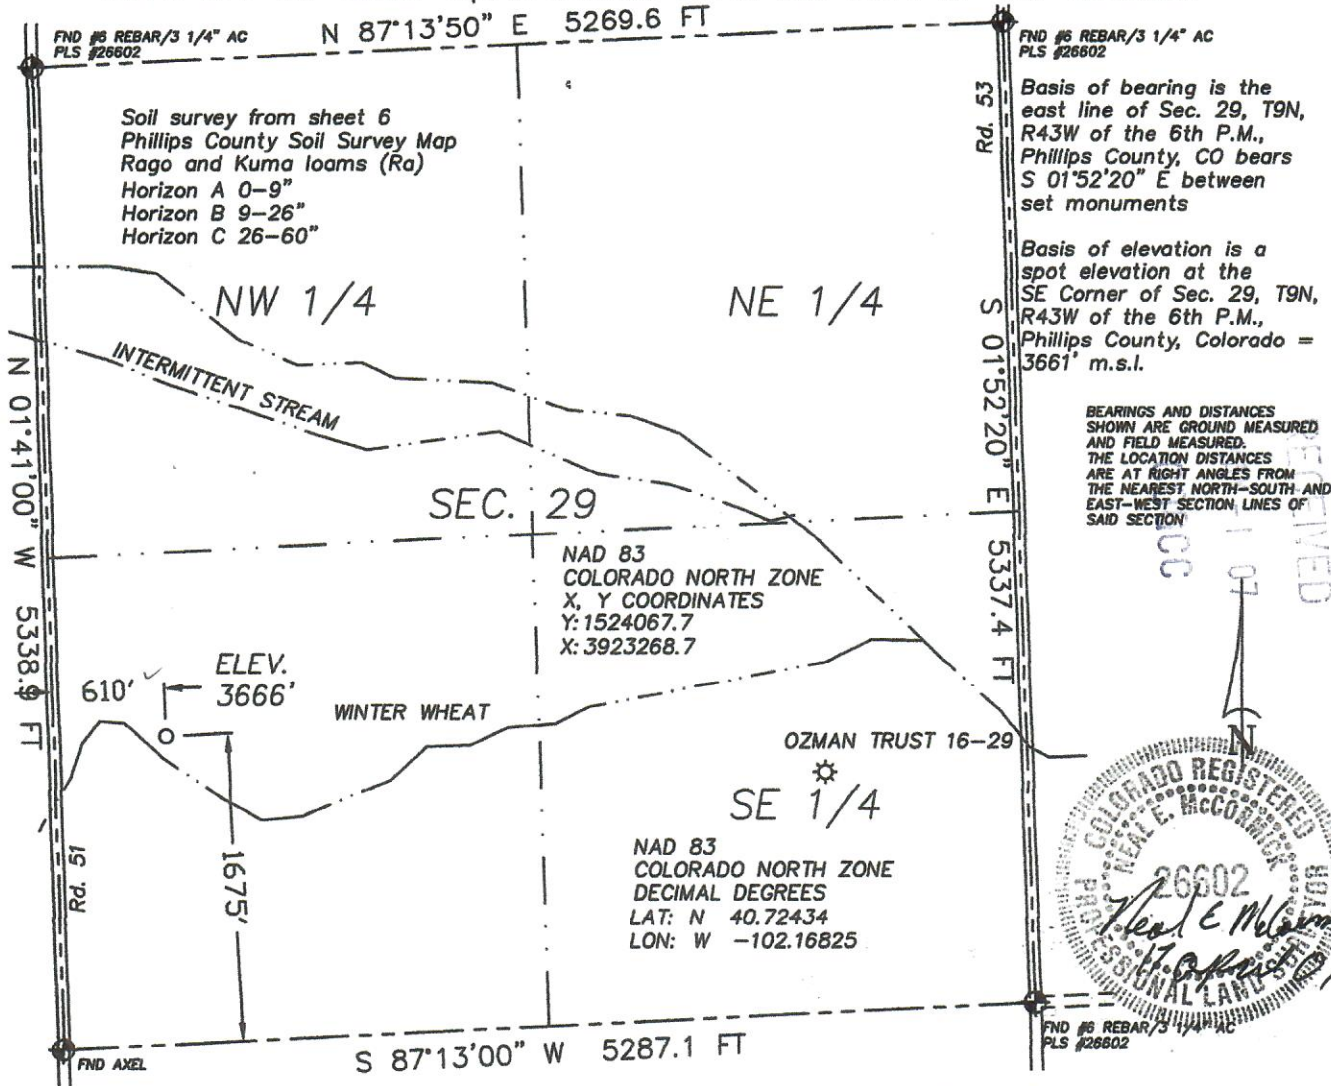 N 87°13'50" E 5269.6 FT
FND #6 REBAR/3 1/4" AC
PLS #26602
FND #6 REBAR/3 1/4" AC
PLS #26602
Soil survey from sheet 6
Phillips County Soil Survey Map
Rago and Kuma loams (Ra)
Horizon A 0-9"
Horizon B 9-26"
Horizon C 26-60"
Rd. 53
Basis of bearing is the
east line of Sec. 29, T9N,
R43W of the 6th P.M.,
Phillips County, CO bears
S 01°52'20" E between
set monuments
Basis of elevation is a
spot elevation at the
SE Corner of Sec. 29, T9N,
R43W of the 6th P.M.,
Phillips County, Colorado =
3661' m.s.l.
NW 1/4
NE 1/4
INTERMITTENT STREAM
N 01°41'00" W 5338.9 FT
S 01°52'20" E 5337.4 FT
BEARINGS AND DISTANCES
SHOWN ARE GROUND MEASURED
AND FIELD MEASURED.
THE LOCATION DISTANCES
ARE AT RIGHT ANGLES FROM
THE NEAREST NORTH-SOUTH AND
EAST-WEST SECTION LINES OF
SAID SECTION
RECEIVED
07
SEC. 29
NAD 83
COLORADO NORTH ZONE
X, Y COORDINATES
Y: 1524067.7
X: 3923268.7
610'
ELEV.
3666'
WINTER WHEAT
OZMAN TRUST 16-29
SE 1/4
1675'
Rd. 51
NAD 83
COLORADO NORTH ZONE
DECIMAL DEGREES
LAT: N 40.72434
LON: W -102.16825
N
COLORADO REGISTERED
NEAL E. McCORMICK
26602
PROFESSIONAL LAND SURVEYOR
Neal E
17 April
FND #6 REBAR/3 1/4" AC
PLS #26602
FND AXEL
S 87°13'00" W 5287.1 FT